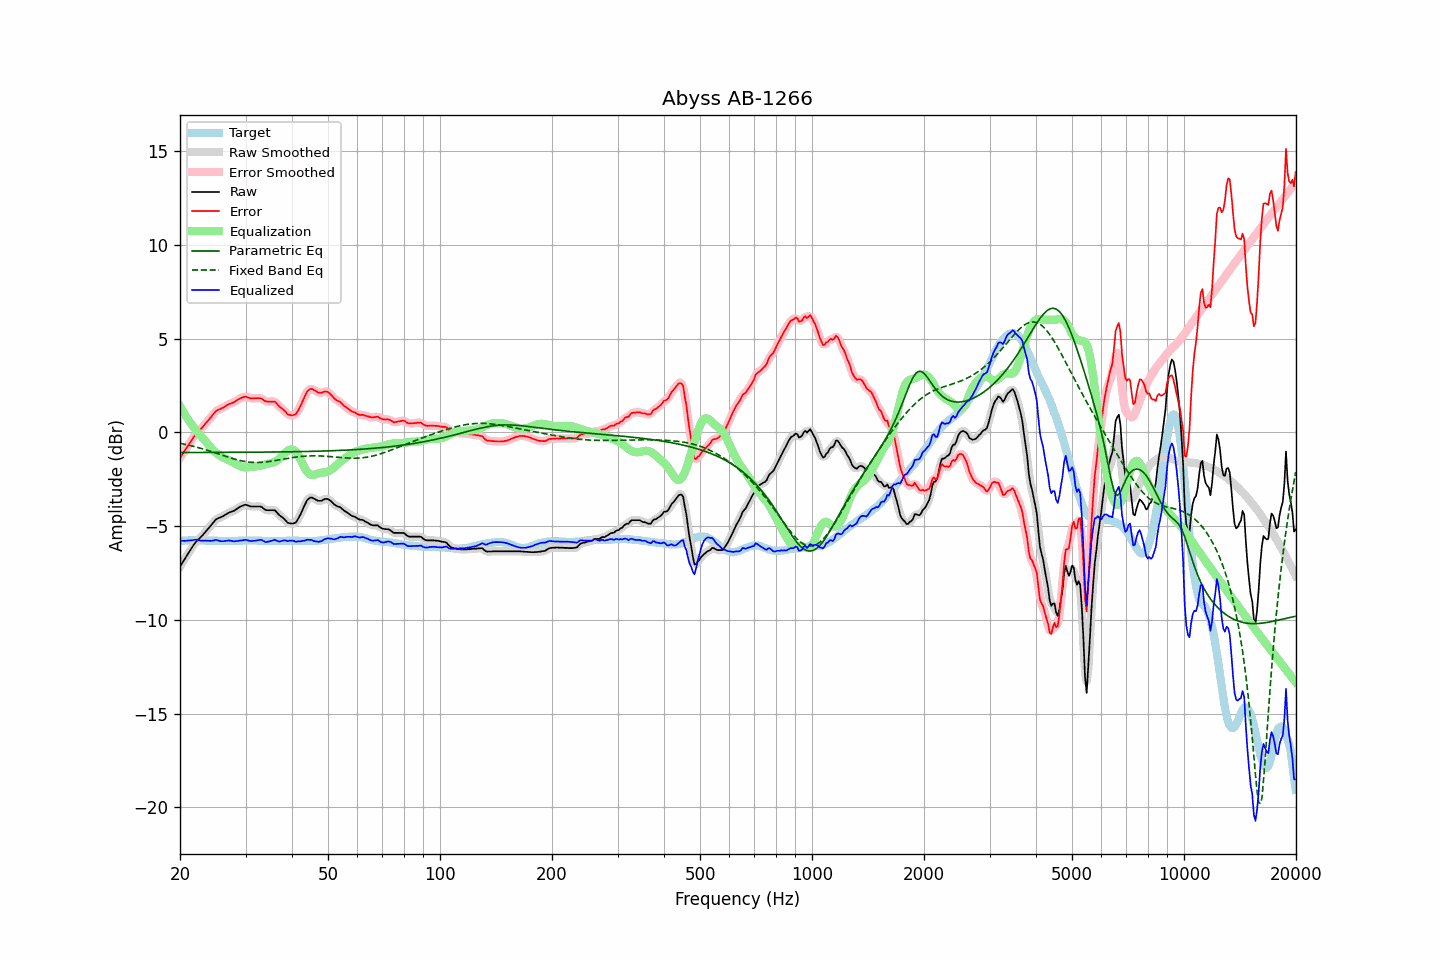 Abyss AB-1266
Target
Raw Smoothed
Error Smoothed
Raw
Error
Equalization
Parametric Eq
Fixed Band Eq
Equalized
15
10
5
0
−5
−10
−15
−20
Amplitude (dBr)
20 50 100 200 500 1000 2000 5000 10000 20000
Frequency (Hz)